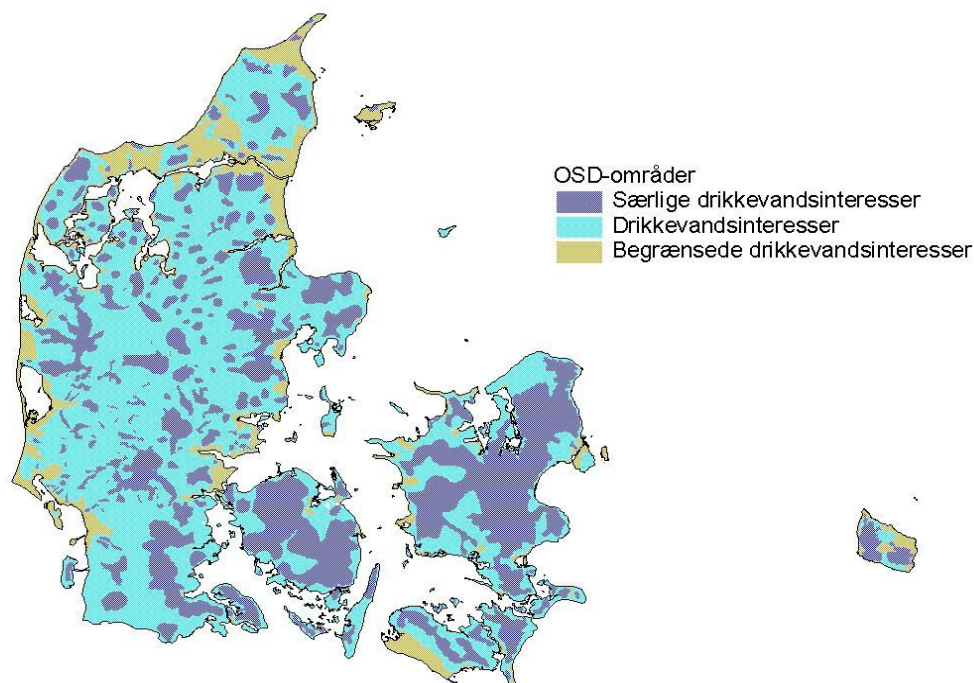 OSD-områder
Særlige drikkevandsinteresser
Drikkevandsinteresser
Begrænsede drikkevandsinteresser